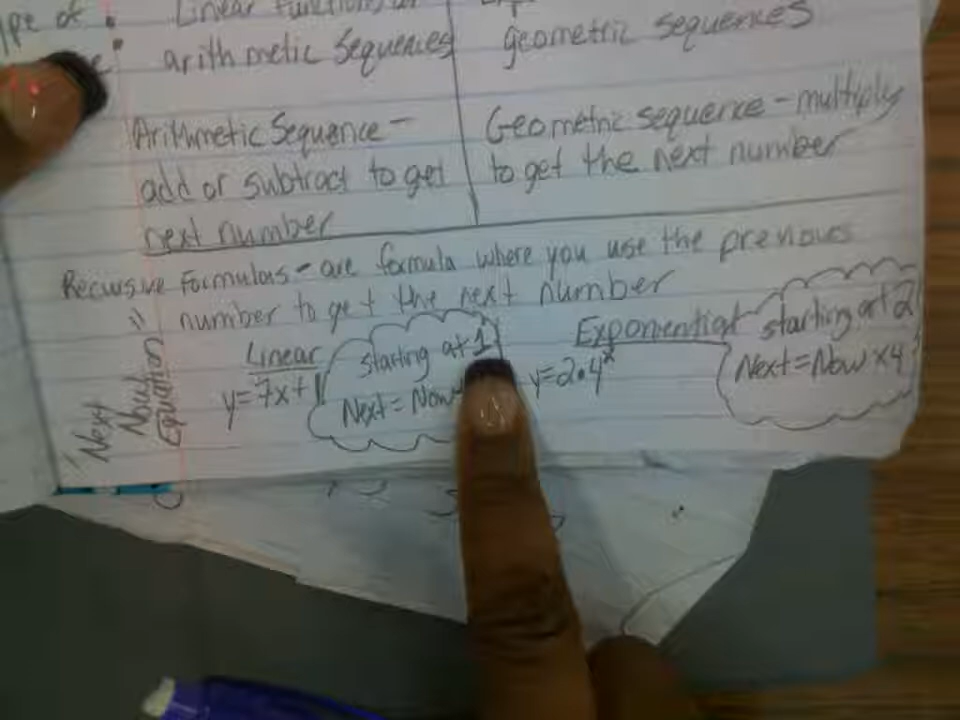 ype of Linear Functions
arithmetic Sequences geometric sequences
Arithmetic Sequence - Geometric sequence - multiply
add or subtract to get to get the next number
next number
Recursive Formulas - are formula where you use the previous
number to get the next number
"Next Now Equation"
Linear starting at 1 Exponential starting at 2
y=7x+1 Next = Now y=2•4ˣ Next = Now x 4